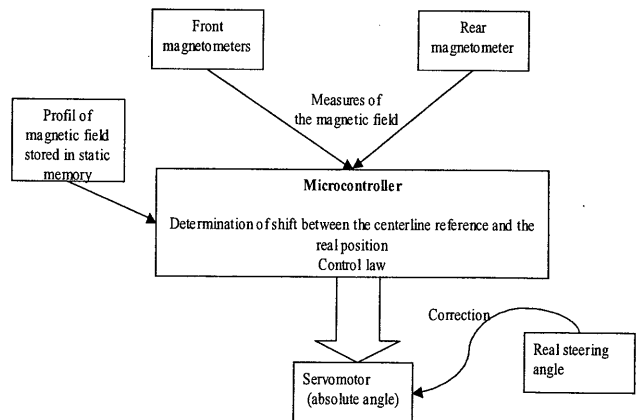 Front
magnetometers
Rear
magnetometer
Measures of
the magnetic field
Profil of
magnetic field
stored in static
memory
Microcontroller
Determination of shift between the centerline reference and the
real position
Control law
Correction
Real steering
angle
Servomotor
(absolute angle)